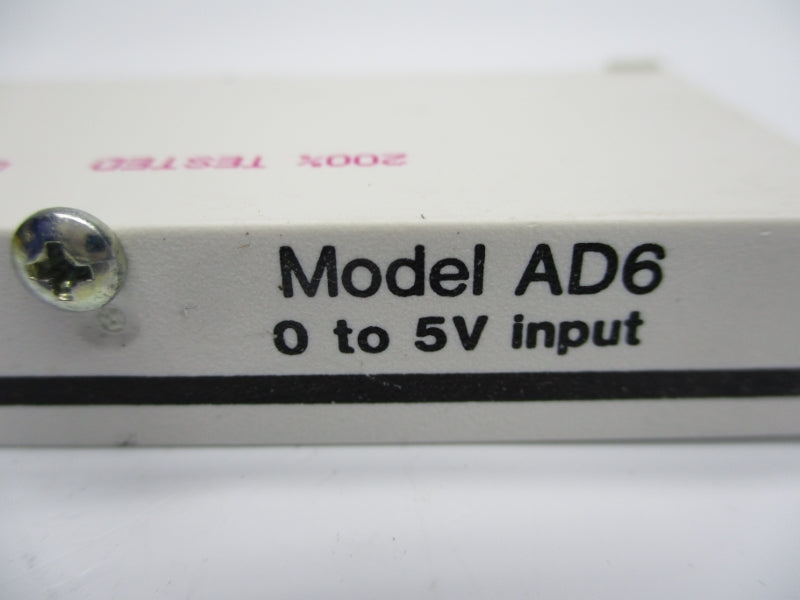 200% TESTED
Model AD6
0 to 5V input